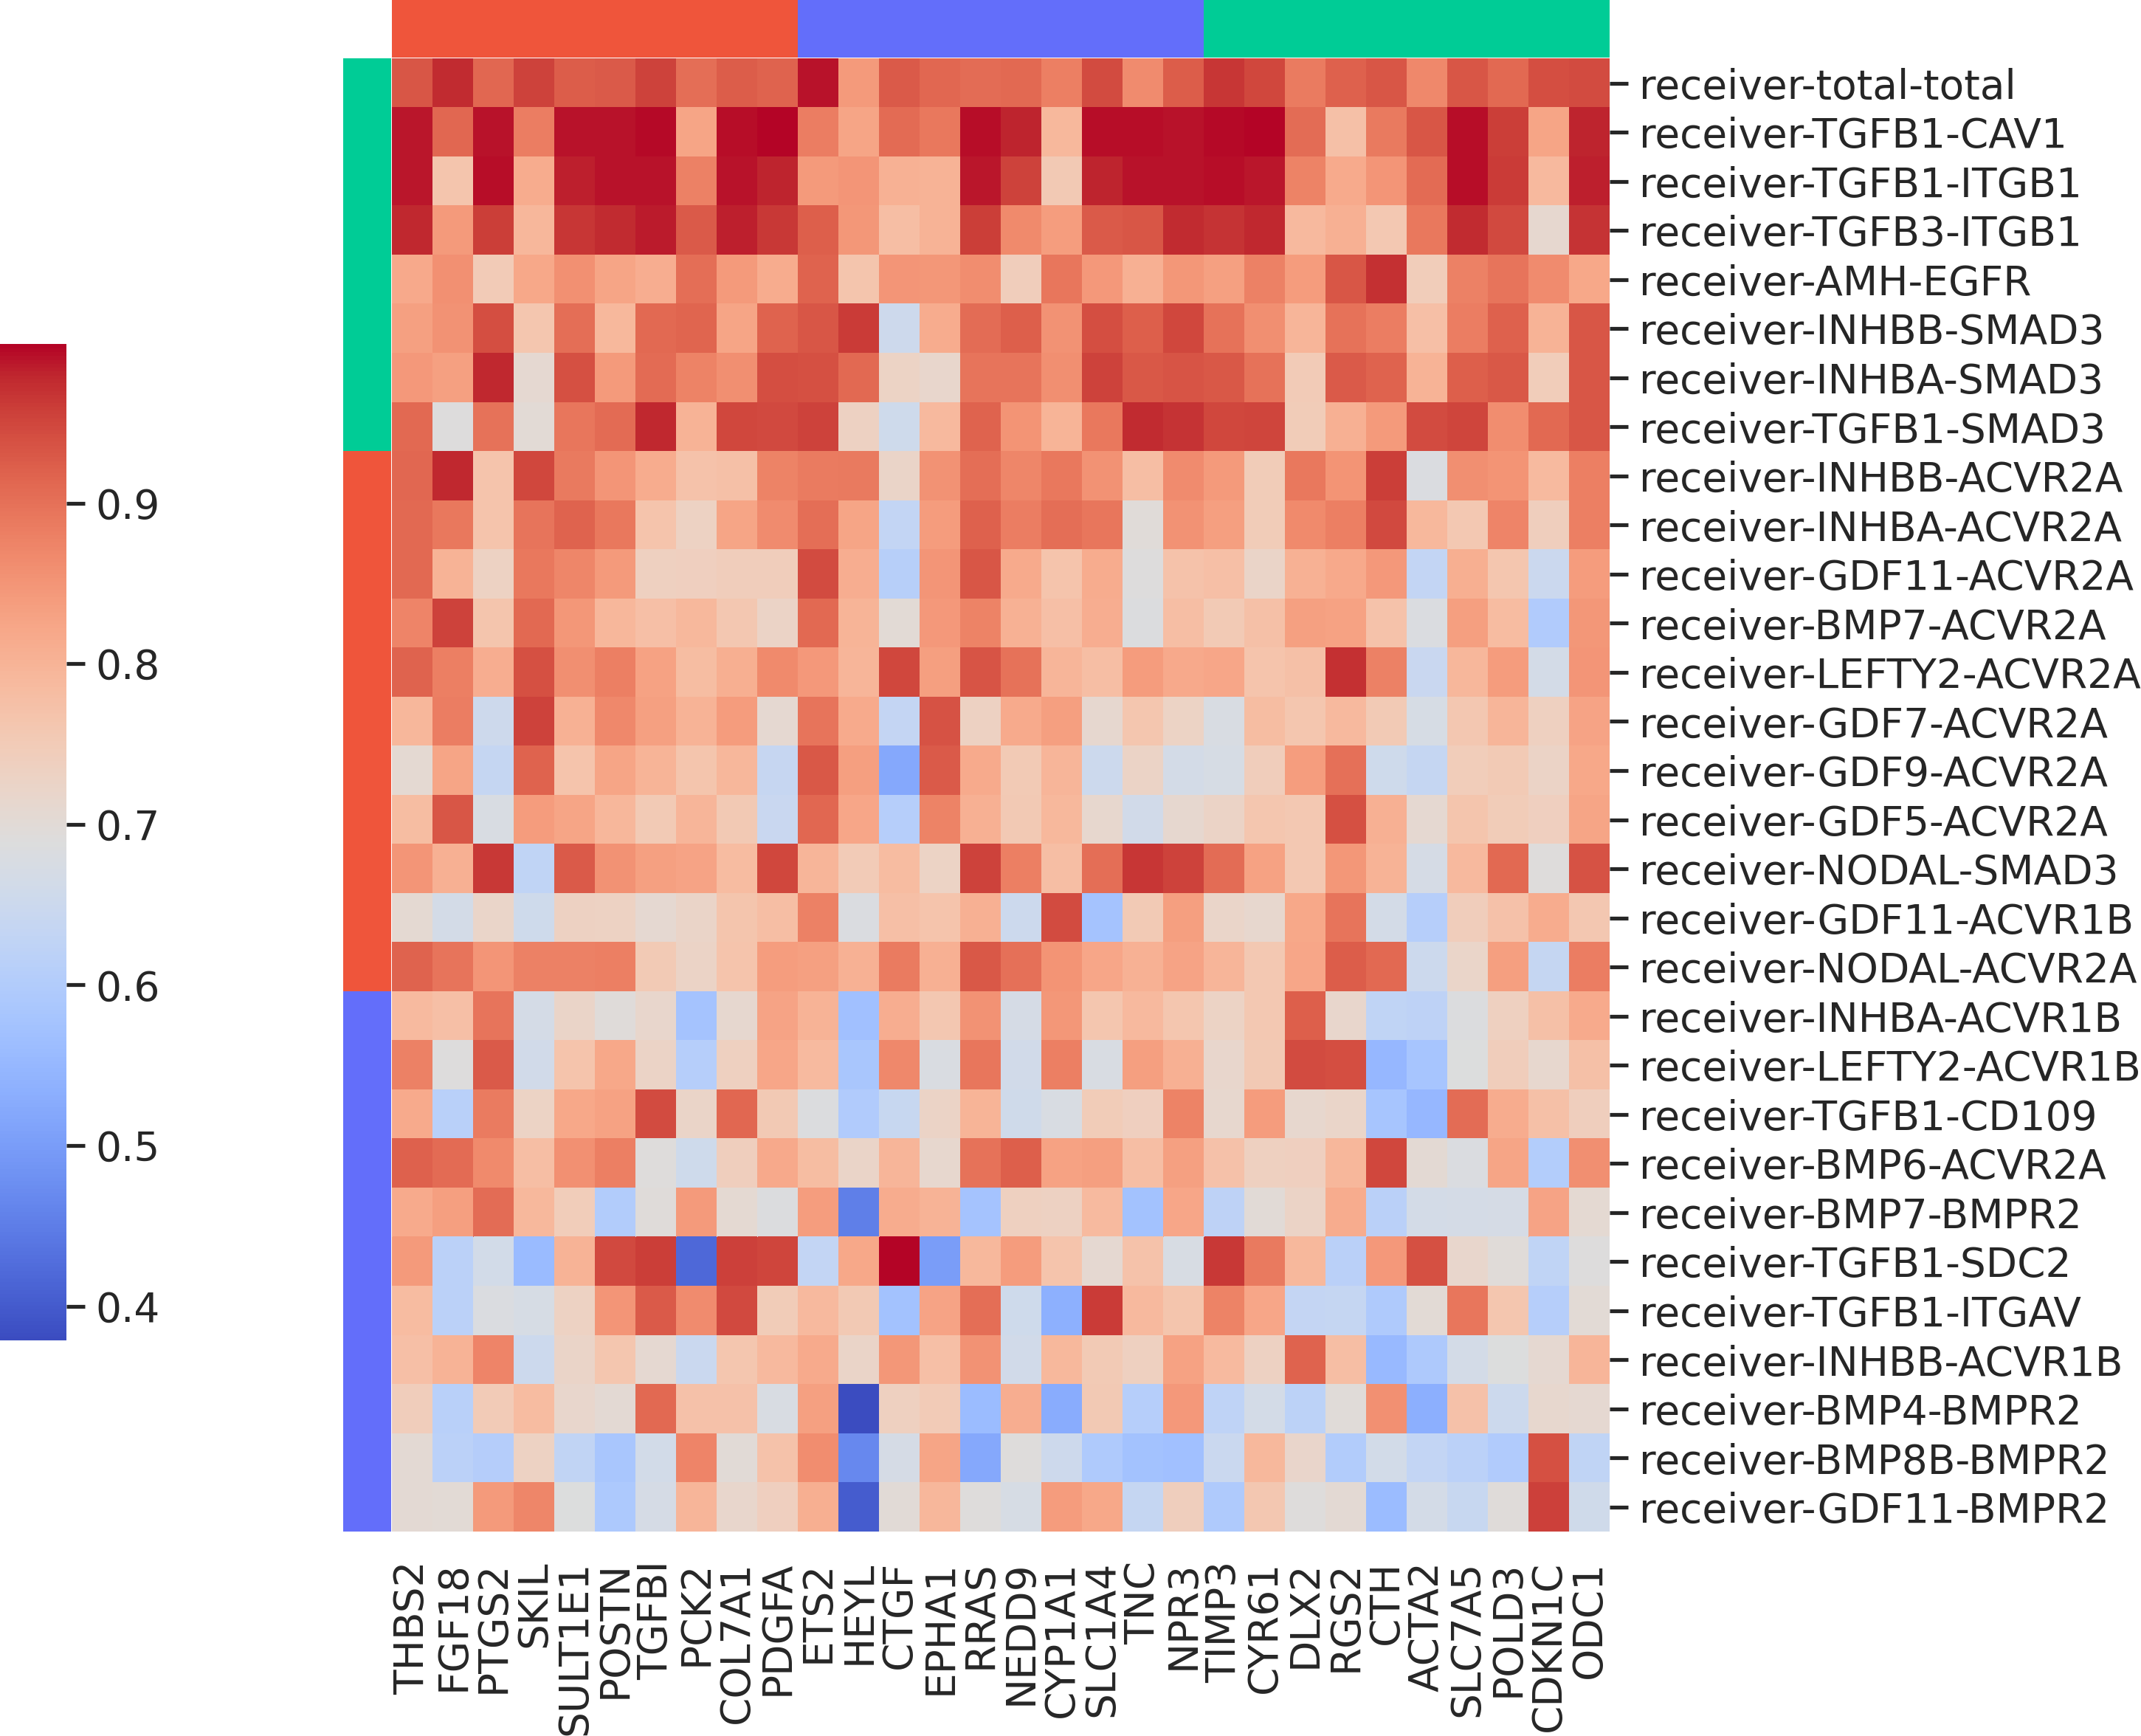 receiver-total-total
receiver-TGFB1-CAV1
receiver-TGFB1-ITGB1
receiver-TGFB3-ITGB1
receiver-AMH-EGFR
receiver-INHBB-SMAD3
receiver-INHBA-SMAD3
receiver-TGFB1-SMAD3
receiver-INHBB-ACVR2A
receiver-INHBA-ACVR2A
receiver-GDF11-ACVR2A
receiver-BMP7-ACVR2A
receiver-LEFTY2-ACVR2A
receiver-GDF7-ACVR2A
receiver-GDF9-ACVR2A
receiver-GDF5-ACVR2A
receiver-NODAL-SMAD3
receiver-GDF11-ACVR1B
receiver-NODAL-ACVR2A
receiver-INHBA-ACVR1B
receiver-LEFTY2-ACVR1B
receiver-TGFB1-CD109
receiver-BMP6-ACVR2A
receiver-BMP7-BMPR2
receiver-TGFB1-SDC2
receiver-TGFB1-ITGAV
receiver-INHBB-ACVR1B
receiver-BMP4-BMPR2
receiver-BMP8B-BMPR2
receiver-GDF11-BMPR2
0.9
0.8
0.7
0.6
0.5
0.4
THBS2
FGF18
PTGS2
SKIL
SULT1E1
POSTN
TGFBI
PCK2
COL7A1
PDGFA
ETS2
HEYL
CTGF
EPHA1
RRAS
NEDD9
CYP1A1
SLC1A4
TNC
NPR3
TIMP3
CYR61
DLX2
RGS2
CTH
ACTA2
SLC7A5
POLD3
CDKN1C
ODC1